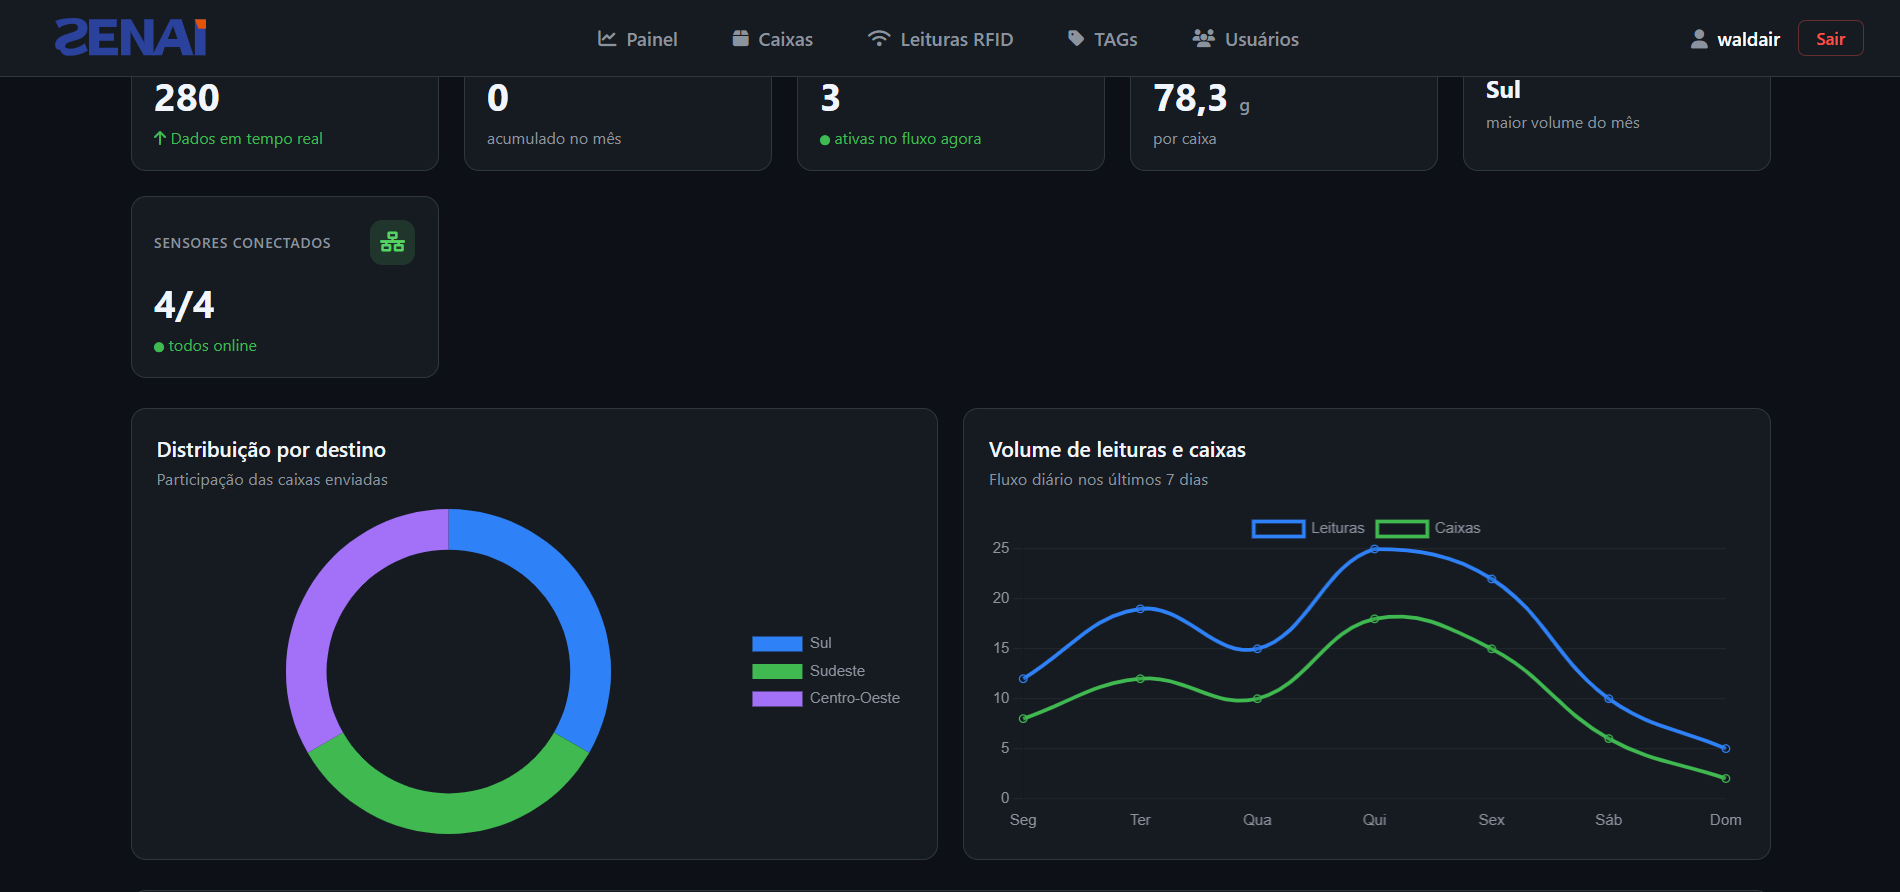 SENAI
Painel
Caixas
Leituras RFID
TAGs
Usuários
waldair
Sair
280
Dados em tempo real
0
acumulado no mês
3
ativas no fluxo agora
78,3 g
por caixa
Sul
maior volume do mês
SENSORES CONECTADOS
4/4
todos online
Distribuição por destino
Participação das caixas enviadas
Sul
Sudeste
Centro-Oeste
Volume de leituras e caixas
Fluxo diário nos últimos 7 dias
Leituras
Caixas
25
20
15
10
5
0
Seg
Ter
Qua
Qui
Sex
Sáb
Dom